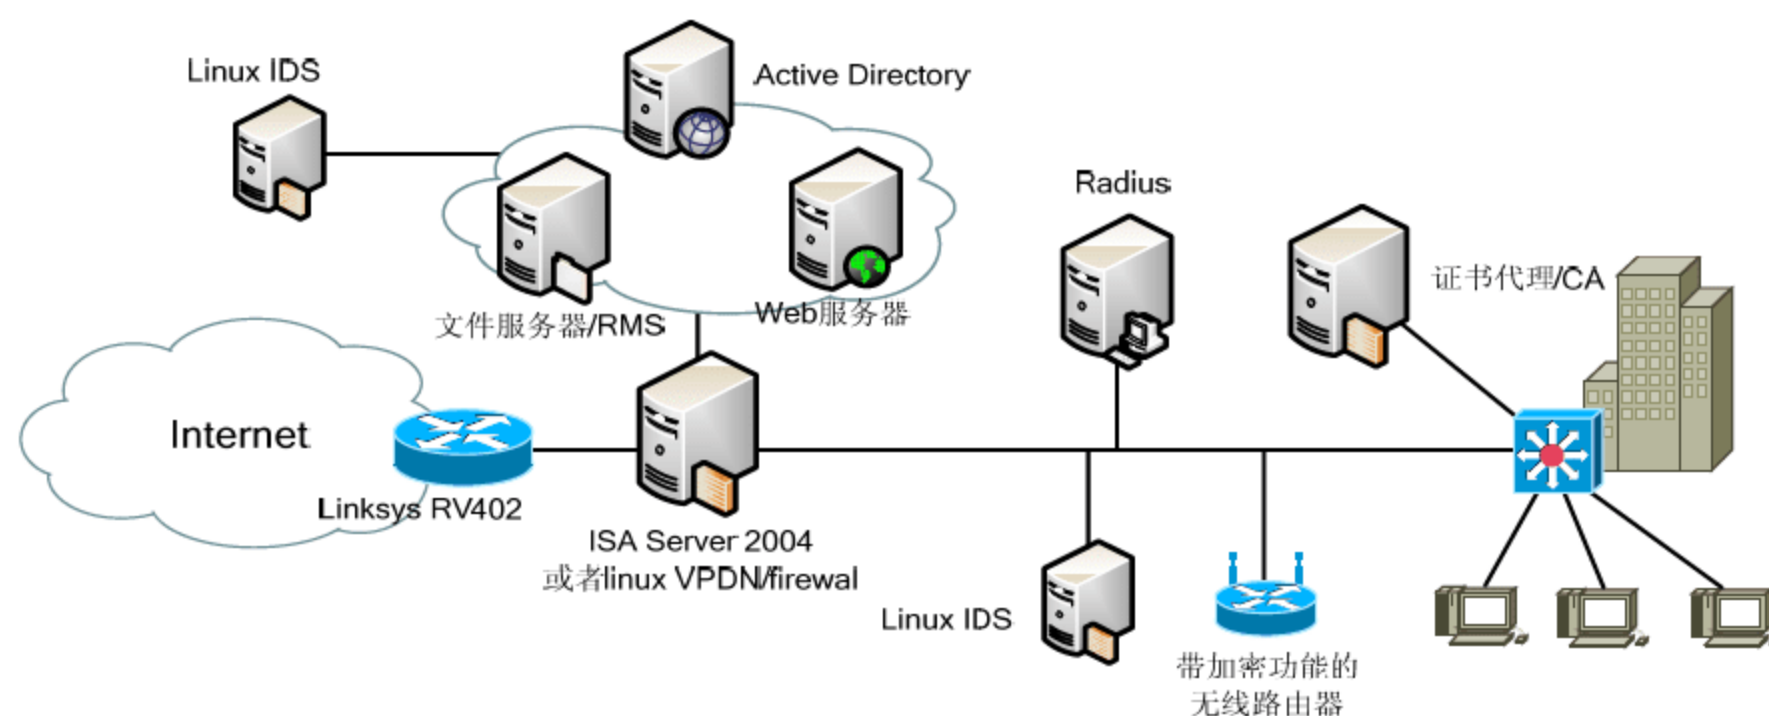 Linux IDS
Active Directory
Radius
证书代理/CA
文件服务器/RMS
Web服务器
Internet
Linksys RV402
ISA Server 2004
或者linux VPDN/firewal
Linux IDS
带加密功能的
无线路由器